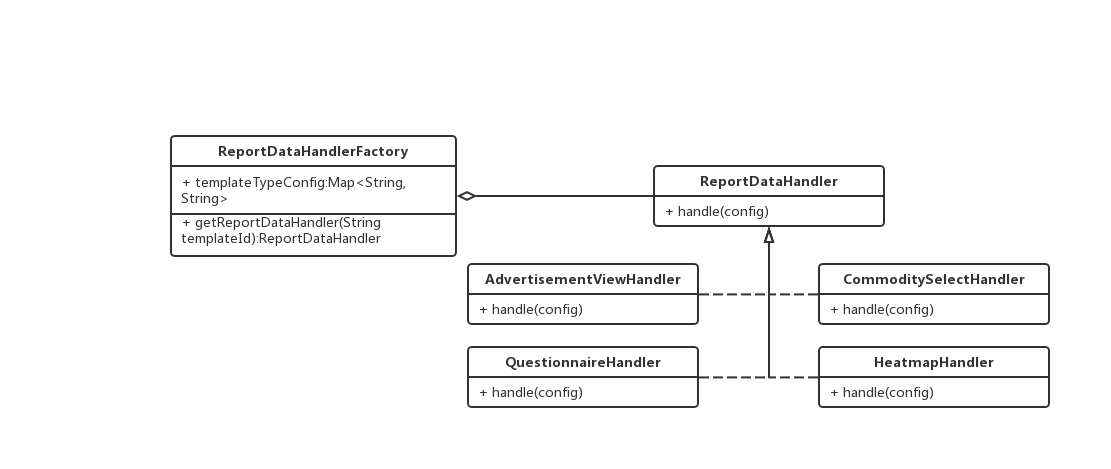 ReportDataHandlerFactory
+ templateTypeConfig:Map<String,
String>
+ getReportDataHandler(String
templateId):ReportDataHandler
ReportDataHandler
+ handle(config)
AdvertisementViewHandler
+ handle(config)
CommoditySelectHandler
+ handle(config)
QuestionnaireHandler
+ handle(config)
HeatmapHandler
+ handle(config)